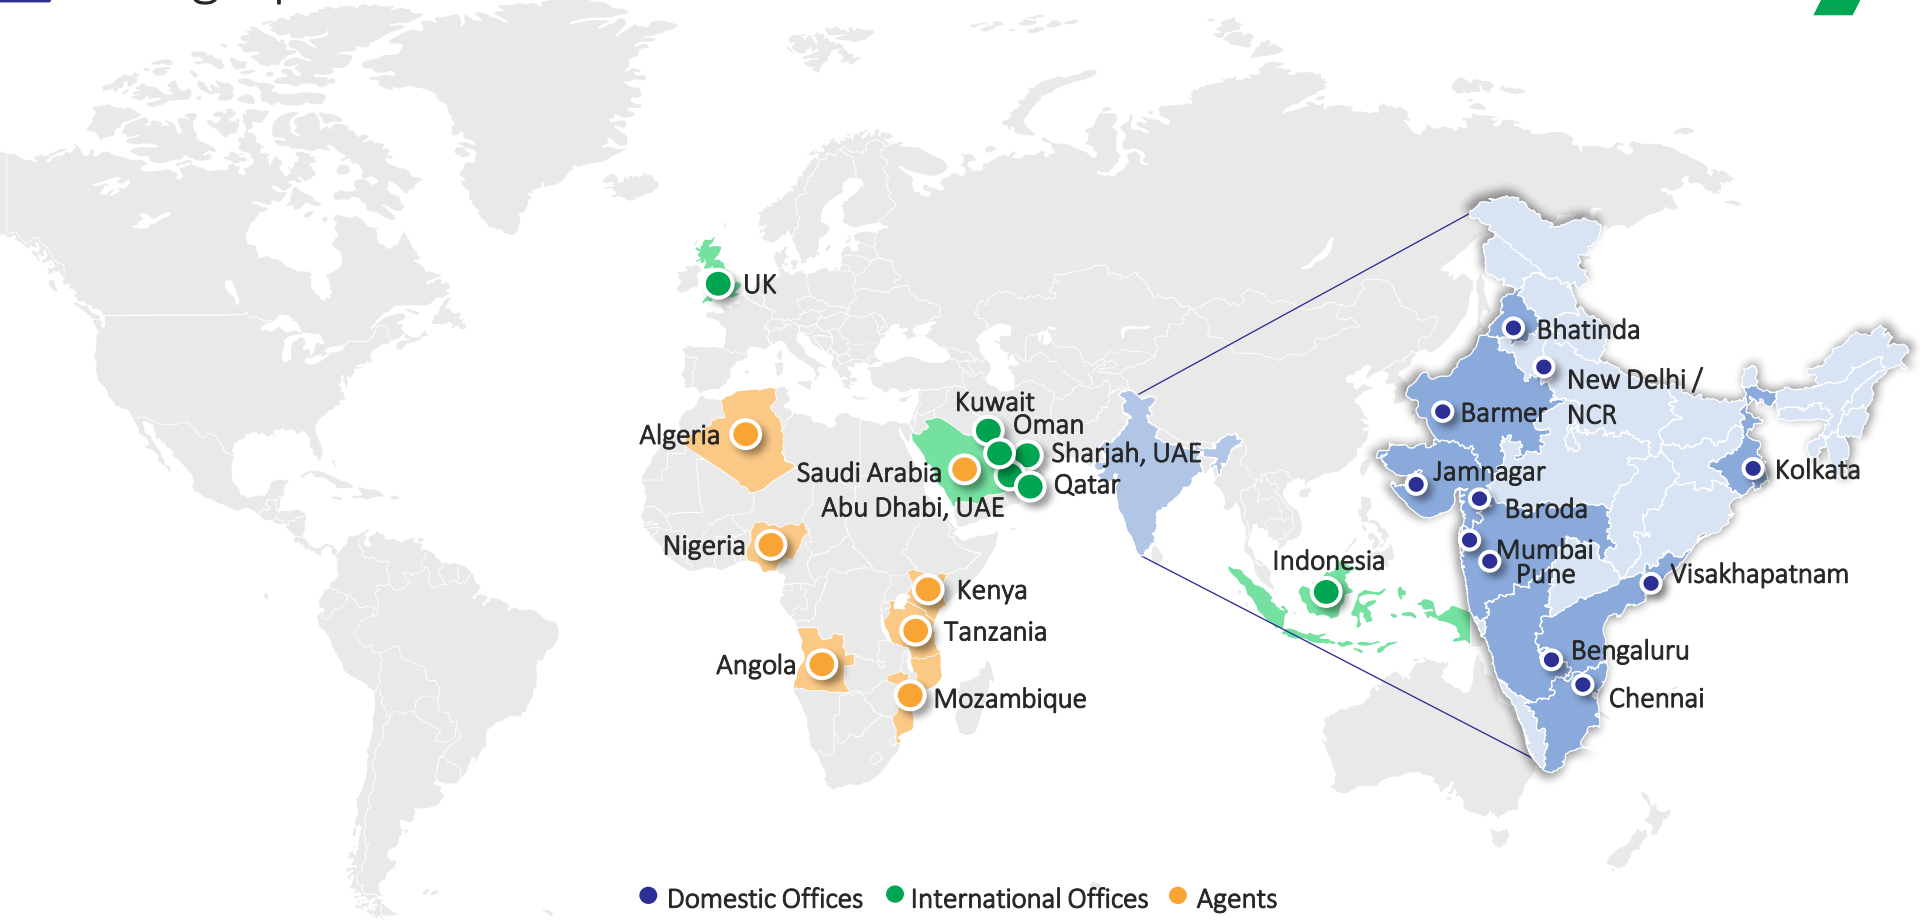 UK
Bhatinda
New Delhi /
NCR
Barmer
Kuwait
Oman
Algeria
Sharjah, UAE
Saudi Arabia
Qatar
Abu Dhabi, UAE
Jamnagar
Kolkata
Baroda
Nigeria
Mumbai
Pune
Indonesia
Visakhapatnam
Kenya
Tanzania
Angola
Bengaluru
Mozambique
Chennai
Domestic Offices
International Offices
Agents